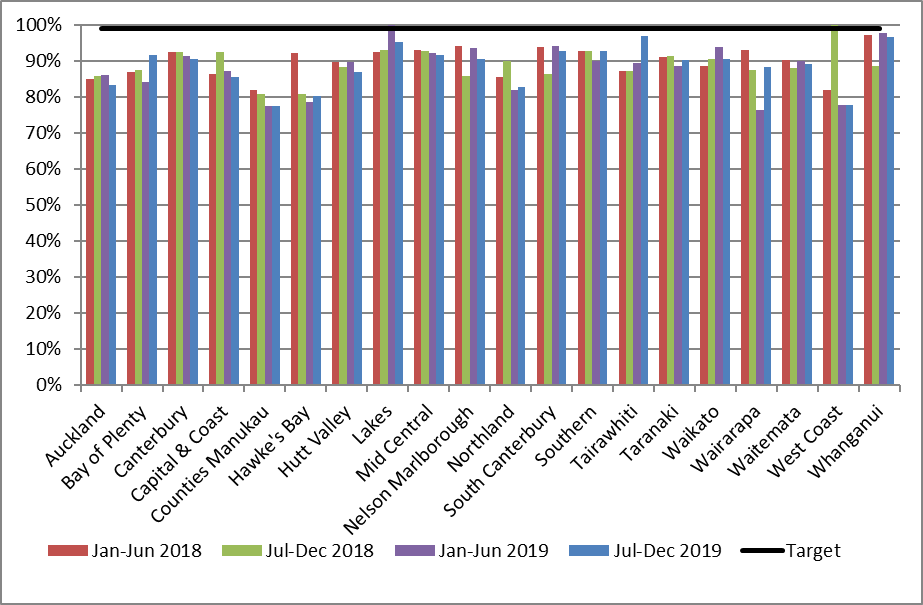 100%
90%
80%
70%
60%
50%
40%
30%
20%
10%
0%
Auckland
Bay of Plenty
Canterbury
Capital & Coast
Counties Manukau
Hawke's Bay
Hutt Valley
Lakes
Mid Central
Nelson Marlborough
Northland
South Canterbury
Southern
Tairawhiti
Taranaki
Waikato
Wairarapa
Waitemata
West Coast
Whanganui
Jan-Jun 2018 Jul-Dec 2018 Jan-Jun 2019 Jul-Dec 2019 Target